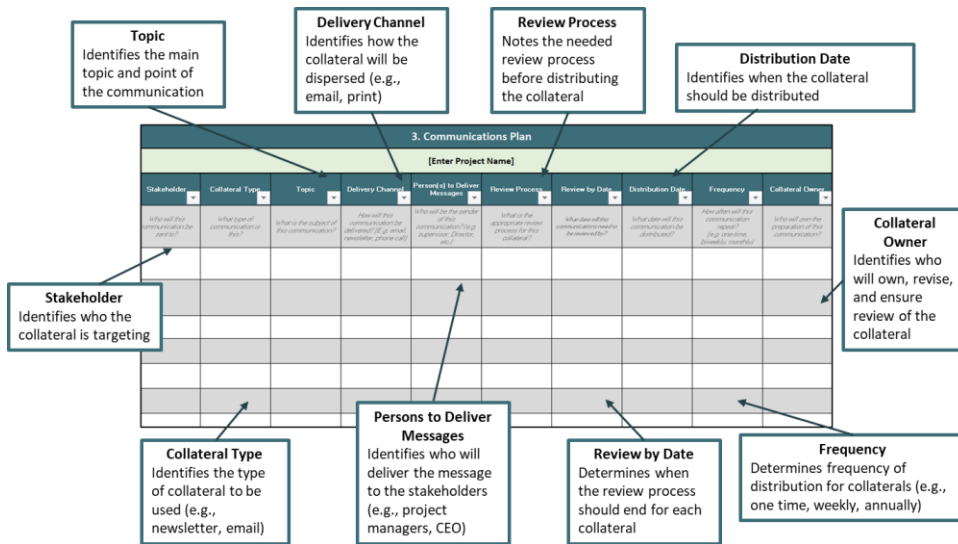 Topic
Identifies the main
topic and point of
the communication
Delivery Channel
Identifies how the
collateral will be
dispersed (e.g.,
email, print)
Review Process
Notes the needed
review process
before distributing
the collateral
Distribution Date
Identifies when the collateral
should be distributed
3. Communications Plan
[Enter Project Name]
Stakeholder
Collateral Type
Topic
Delivery Channel
Person(s) to Deliver
Messages
Review Process
Review by Date
Distribution Date
Frequency
Collateral Owner
Who will this
communication be
sent to?
What type of
communication is
this?
What is the subject of
this communication?
How will this
communication be
delivered? (E.g. email,
newsletter, phone call)
Who will be the sender
of this
communication? (e.g.
supervisor, Director,
etc.)
What is the
appropriate review
process for this
collateral?
What date will this
communications need to
be reviewed by?
What date will this
communication be
distributed?
How often will this
communication
repeat?
(e.g. one-time,
biweekly, monthly)
Who will own the
preparation of this
communication?
Stakeholder
Identifies who the
collateral is targeting
Collateral
Owner
Identifies who
will own, revise,
and ensure
review of the
collateral
Collateral Type
Identifies the type
of collateral to be
used (e.g.,
newsletter, email)
Persons to Deliver
Messages
Identifies who will
deliver the message
to the stakeholders
(e.g., project
managers, CEO)
Review by Date
Determines when
the review process
should end for each
collateral
Frequency
Determines frequency of
distribution for collaterals (e.g.,
one time, weekly, annually)